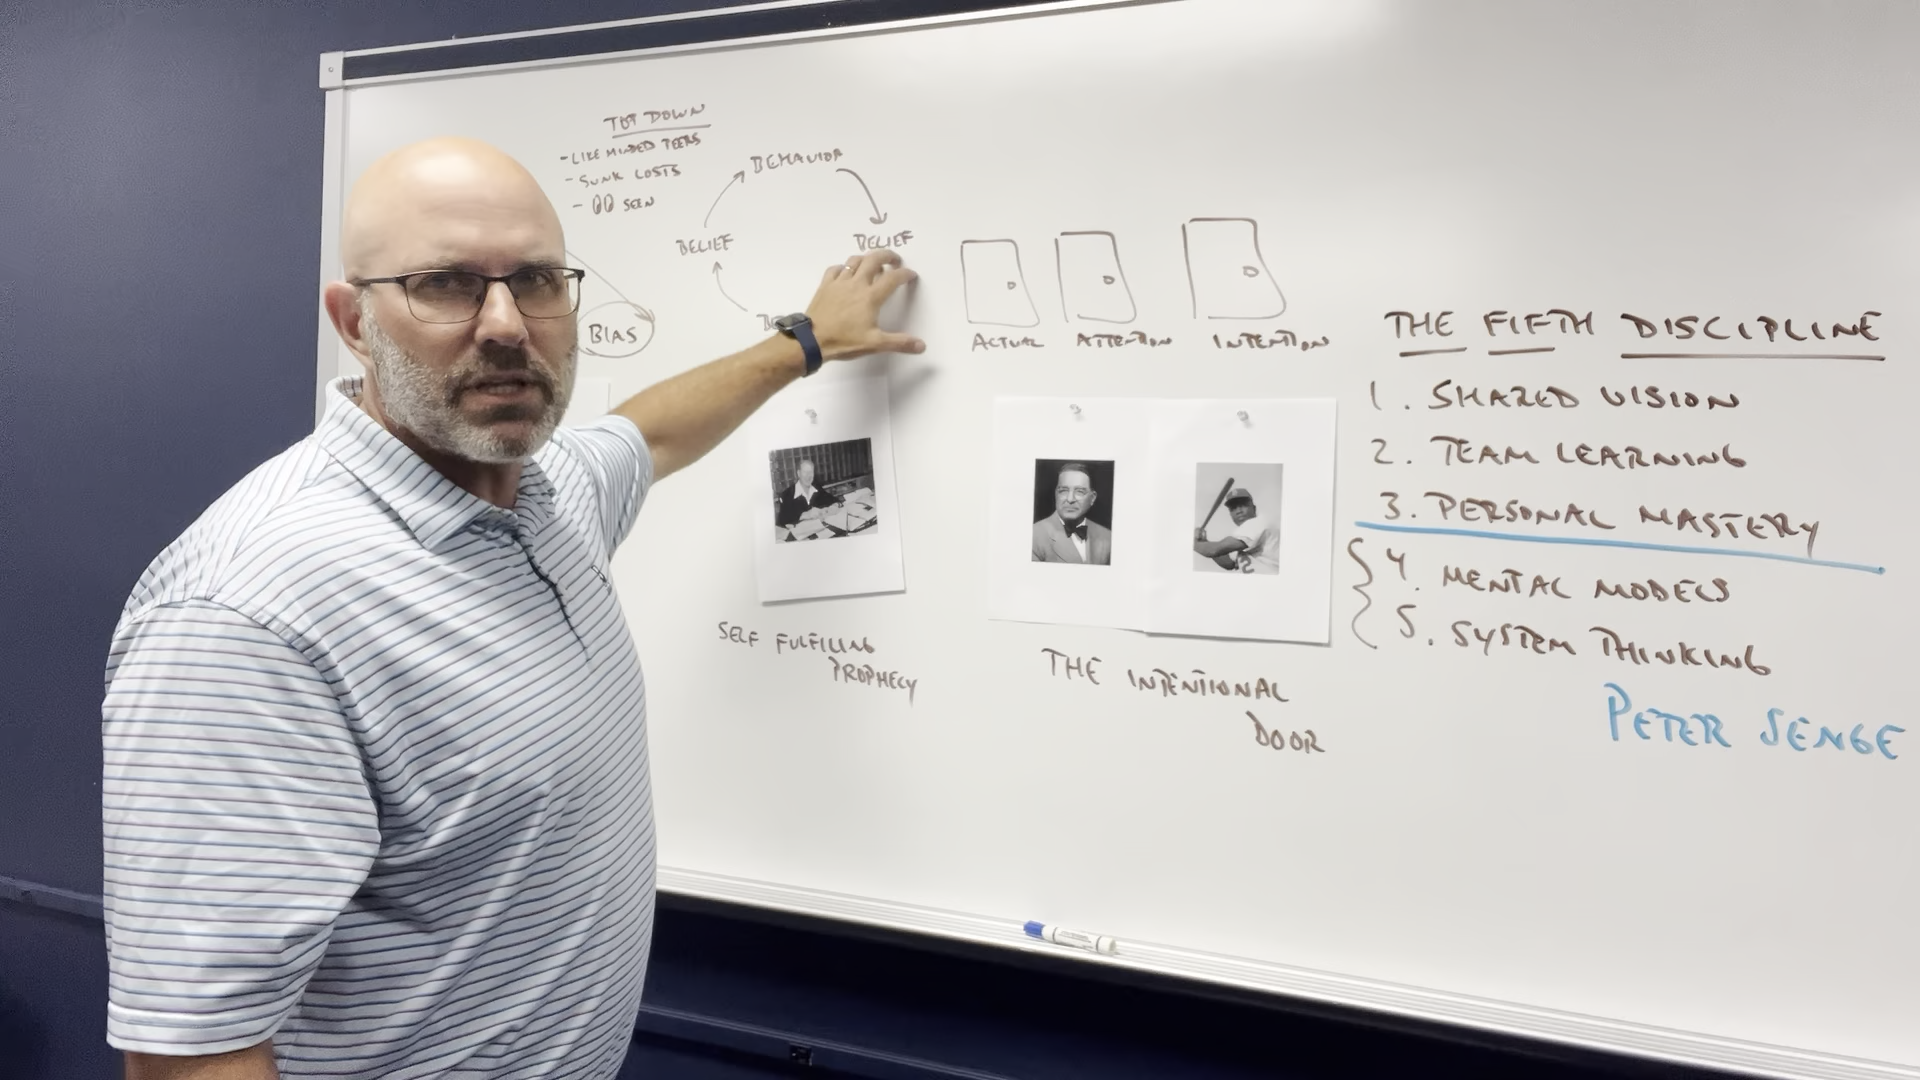 TOP DOWN
- LIKE MINDED PEERS
- SUNK COSTS
- SEEN
BEHAVIOR
BELIEF
BELIEF
BIAS
ACTUAL
ATTENTION
INTENTION
SELF FULFILLING
PROPHECY
THE INTENTIONAL
DOOR
THE FIFTH DISCIPLINE
1. SHARED VISION
2. TEAM LEARNING
3. PERSONAL MASTERY
4. MENTAL MODELS
5. SYSTEM THINKING
PETER SENGE